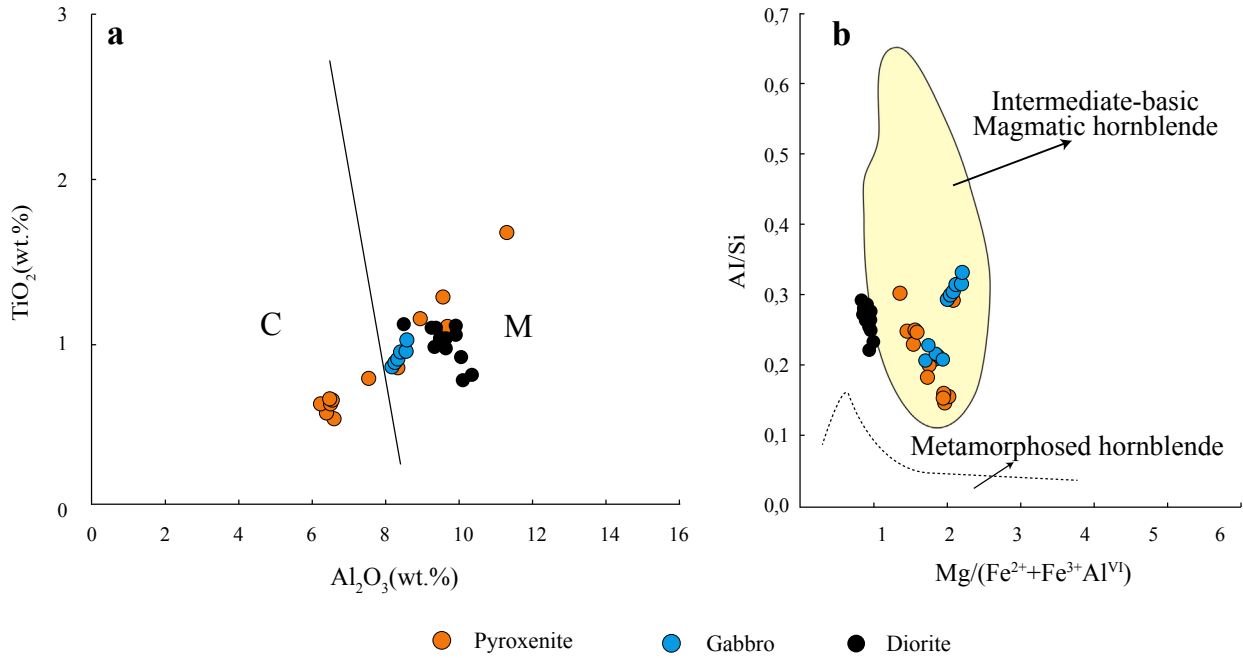 a
3
2
1
0
TiO₂(wt.%)
C
M
0
2
4
6
8
10
12
14
16
Al₂O₃(wt.%)
b
0,7
0,6
0,5
0,4
0,3
0,2
0,1
0,0
AI/Si
Intermediate-basic
Magmatic hornblende
Metamorphosed hornblende
1
2
3
4
5
6
Mg/(Fe²⁺+Fe³⁺Alⱽᴵ)
Pyroxenite
Gabbro
Diorite